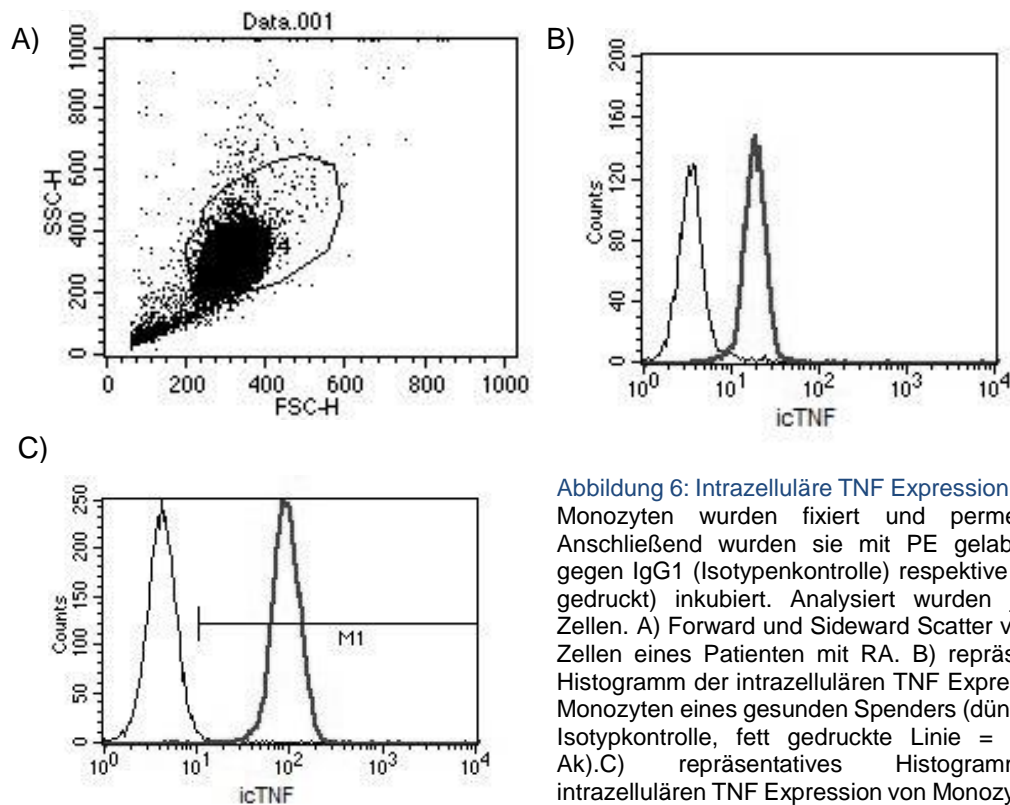 A)
Data..001
SSC-H
1000
800
600
400
200
0
4
0 200 400 600 800 1000
FSC-H
B)
Counts
200
160
120
80
40
0
10^0 10^1 10^2 10^3 10^4
icTNF
C)
Counts
250
200
150
100
50
0
M1
10^0 10^1 10^2 10^3 10^4
icTNF
Abbildung 6: Intrazelluläre TNF Expression
Monozyten wurden fixiert und perme
Anschließend wurden sie mit PE gelab
gegen IgG1 (Isotypenkontrolle) respektive
gedruckt) inkubiert. Analysiert wurden
Zellen. A) Forward und Sideward Scatter v
Zellen eines Patienten mit RA. B) repräs
Histogramm der intrazellulären TNF Expre
Monozyten eines gesunden Spenders (dün
Isotypkontrolle, fett gedruckte Linie =
Ak).C) repräsentatives Histogramm
intrazellulären TNF Expression von Monozy